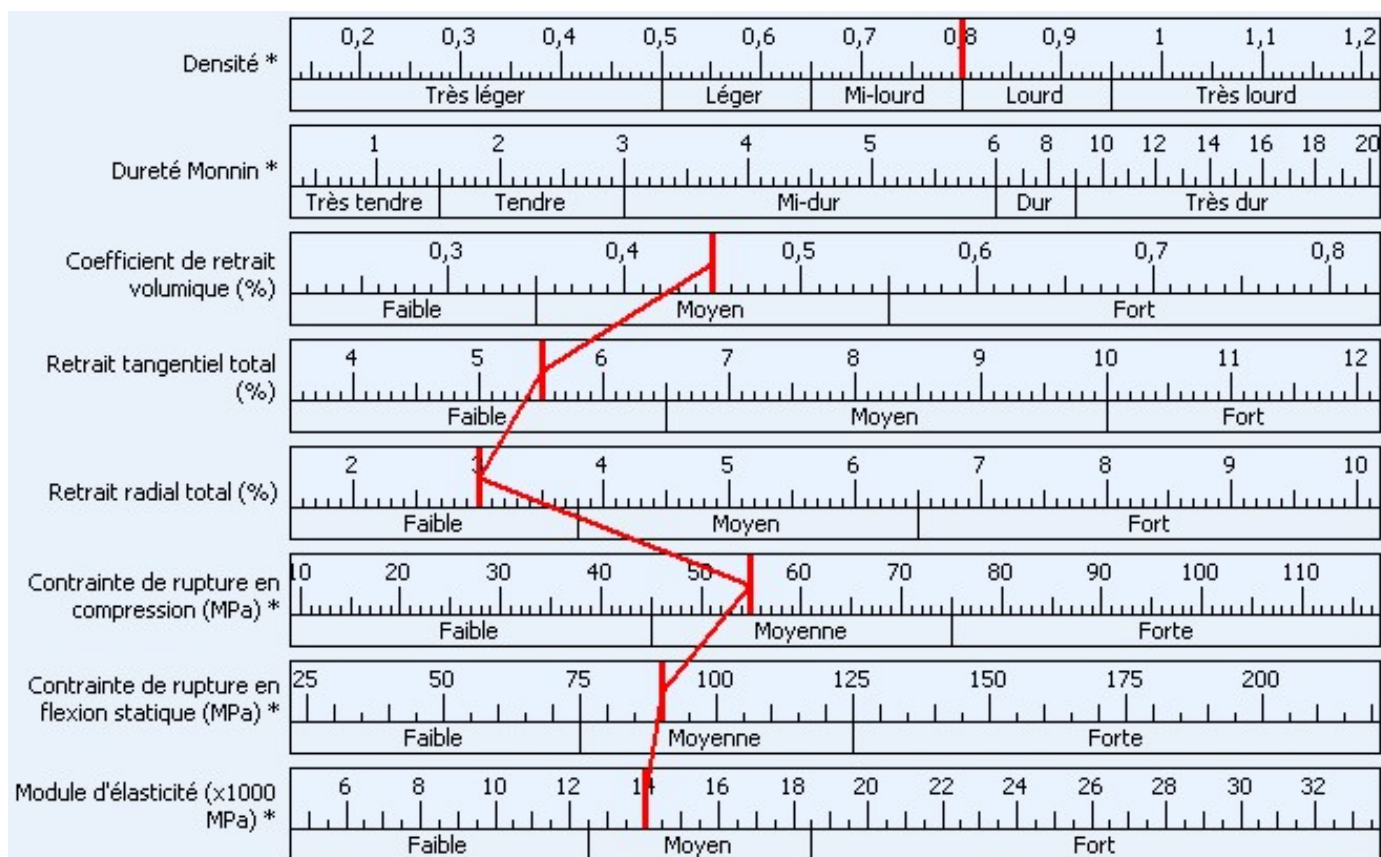 0,2 0,3 0,4 0,5 0,6 0,7 0,8 0,9 1 1,1 1,2
Densité *
Très léger Léger Mi-lourd Lourd Très lourd
1 2 3 4 5 6 8 10 12 14 16 18 20
Dureté Monnin *
Très tendre Tendre Mi-dur Dur Très dur
0,3 0,4 0,5 0,6 0,7 0,8
Coefficient de retrait
volumique (%)
Faible Moyen Fort
4 5 6 7 8 9 10 11 12
Retrait tangentiel total
(%)
Faible Moyen Fort
2 3 4 5 6 7 8 9 10
Retrait radial total (%)
Faible Moyen Fort
10 20 30 40 50 60 70 80 90 100 110
Contrainte de rupture en
compression (MPa) *
Faible Moyenne Forte
25 50 75 100 125 150 175 200
Contrainte de rupture en
flexion statique (MPa) *
Faible Moyenne Forte
6 8 10 12 14 16 18 20 22 24 26 28 30 32
Module d'élasticité (x1000
MPa) *
Faible Moyen Fort